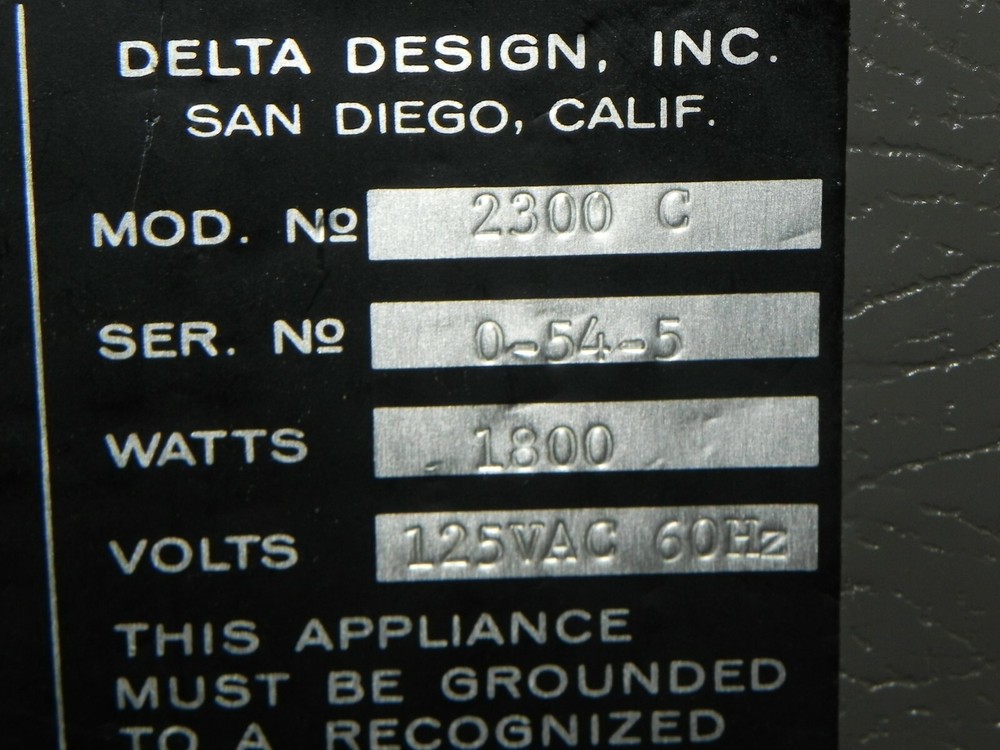 DELTA DESIGN, INC.
SAN DIEGO, CALIF.
MOD. Nº 2300 C
SER. Nº 0-54-5
WATTS 1800
VOLTS 125VAC 60Hz
THIS APPLIANCE
MUST BE GROUNDED
TO A RECOGNIZED